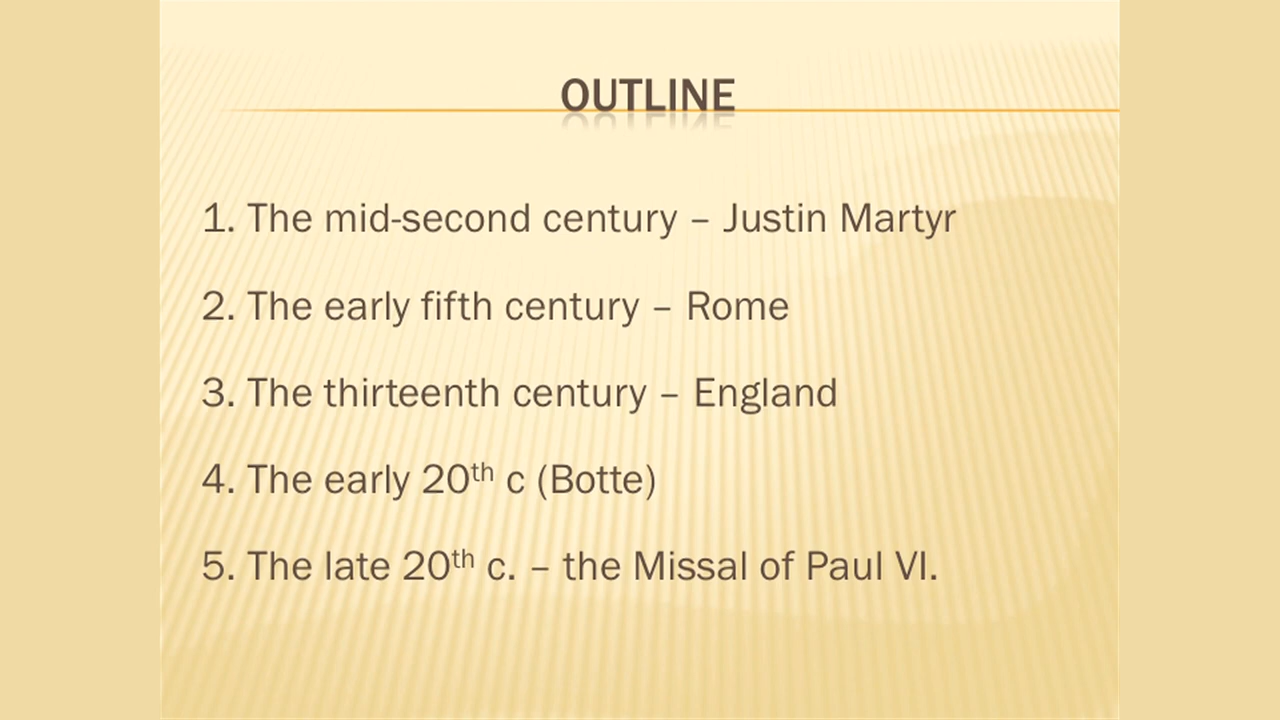 OUTLINE
1. The mid-second century – Justin Martyr
2. The early fifth century – Rome
3. The thirteenth century – England
4. The early 20th c (Botte)
5. The late 20th c. – the Missal of Paul VI.